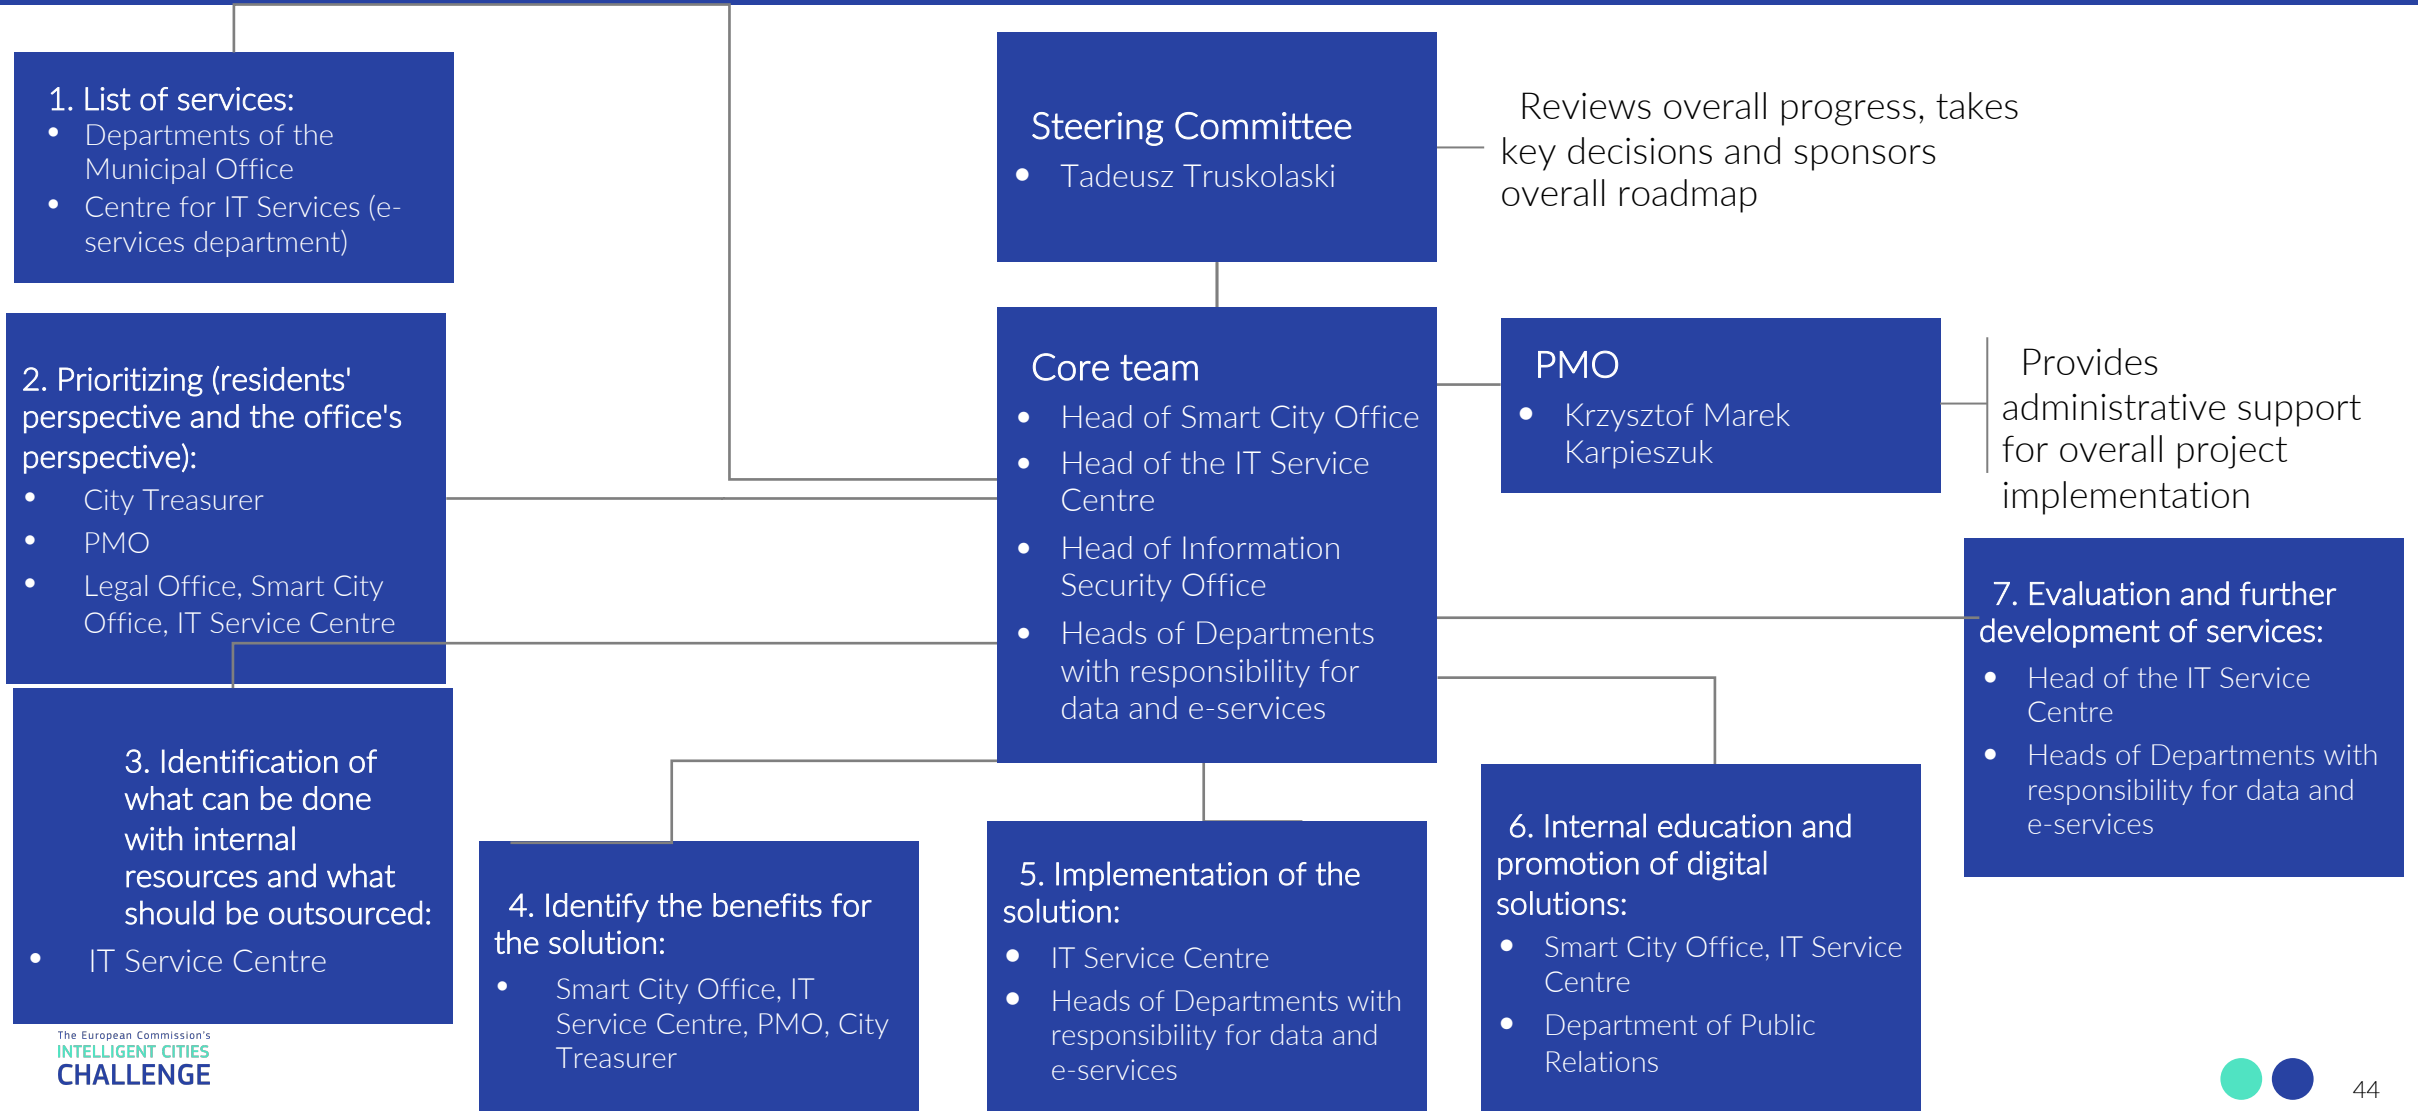 1. List of services:
• Departments of the
Municipal Office
• Centre for IT Services (e-
services department)
Steering Committee
• Tadeusz Truskolaski
Reviews overall progress, takes
key decisions and sponsors
overall roadmap
2. Prioritizing (residents'
perspective and the office's
perspective):
• City Treasurer
• PMO
• Legal Office, Smart City
Office, IT Service Centre
Core team
• Head of Smart City Office
• Head of the IT Service
Centre
• Head of Information
Security Office
• Heads of Departments
with responsibility for
data and e-services
PMO
• Krzysztof Marek
Karpieszuk
Provides
administrative support
for overall project
implementation
3. Identification of
what can be done
with internal
resources and what
should be outsourced:
• IT Service Centre
4. Identify the benefits for
the solution:
• Smart City Office, IT
Service Centre, PMO, City
Treasurer
5. Implementation of the
solution:
• IT Service Centre
• Heads of Departments with
responsibility for data and
e-services
6. Internal education and
promotion of digital
solutions:
• Smart City Office, IT Service
Centre
• Department of Public
Relations
7. Evaluation and further
development of services:
• Head of the IT Service
Centre
• Heads of Departments with
responsibility for data and
e-services
The European Commission's
INTELLIGENT CITIES
CHALLENGE
44